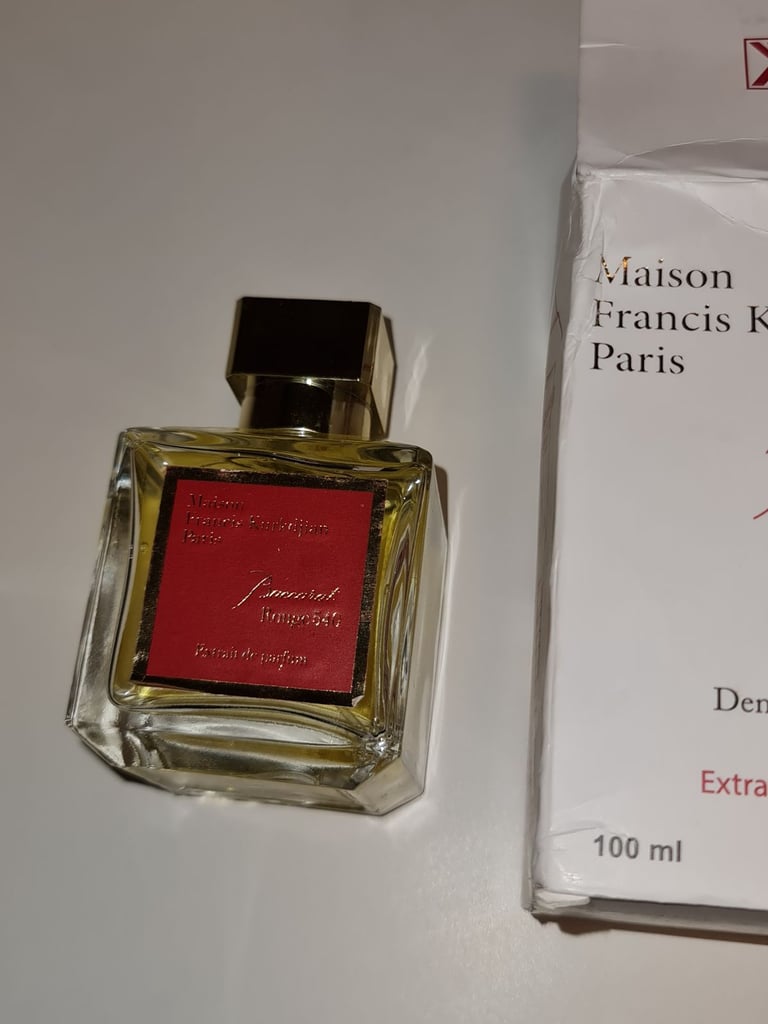 Maison
Francis Kurkdjian
Paris
Baccarat
Rouge 540
Extrait de parfum
Maison
Francis K
Paris
Den
Extra
100 ml